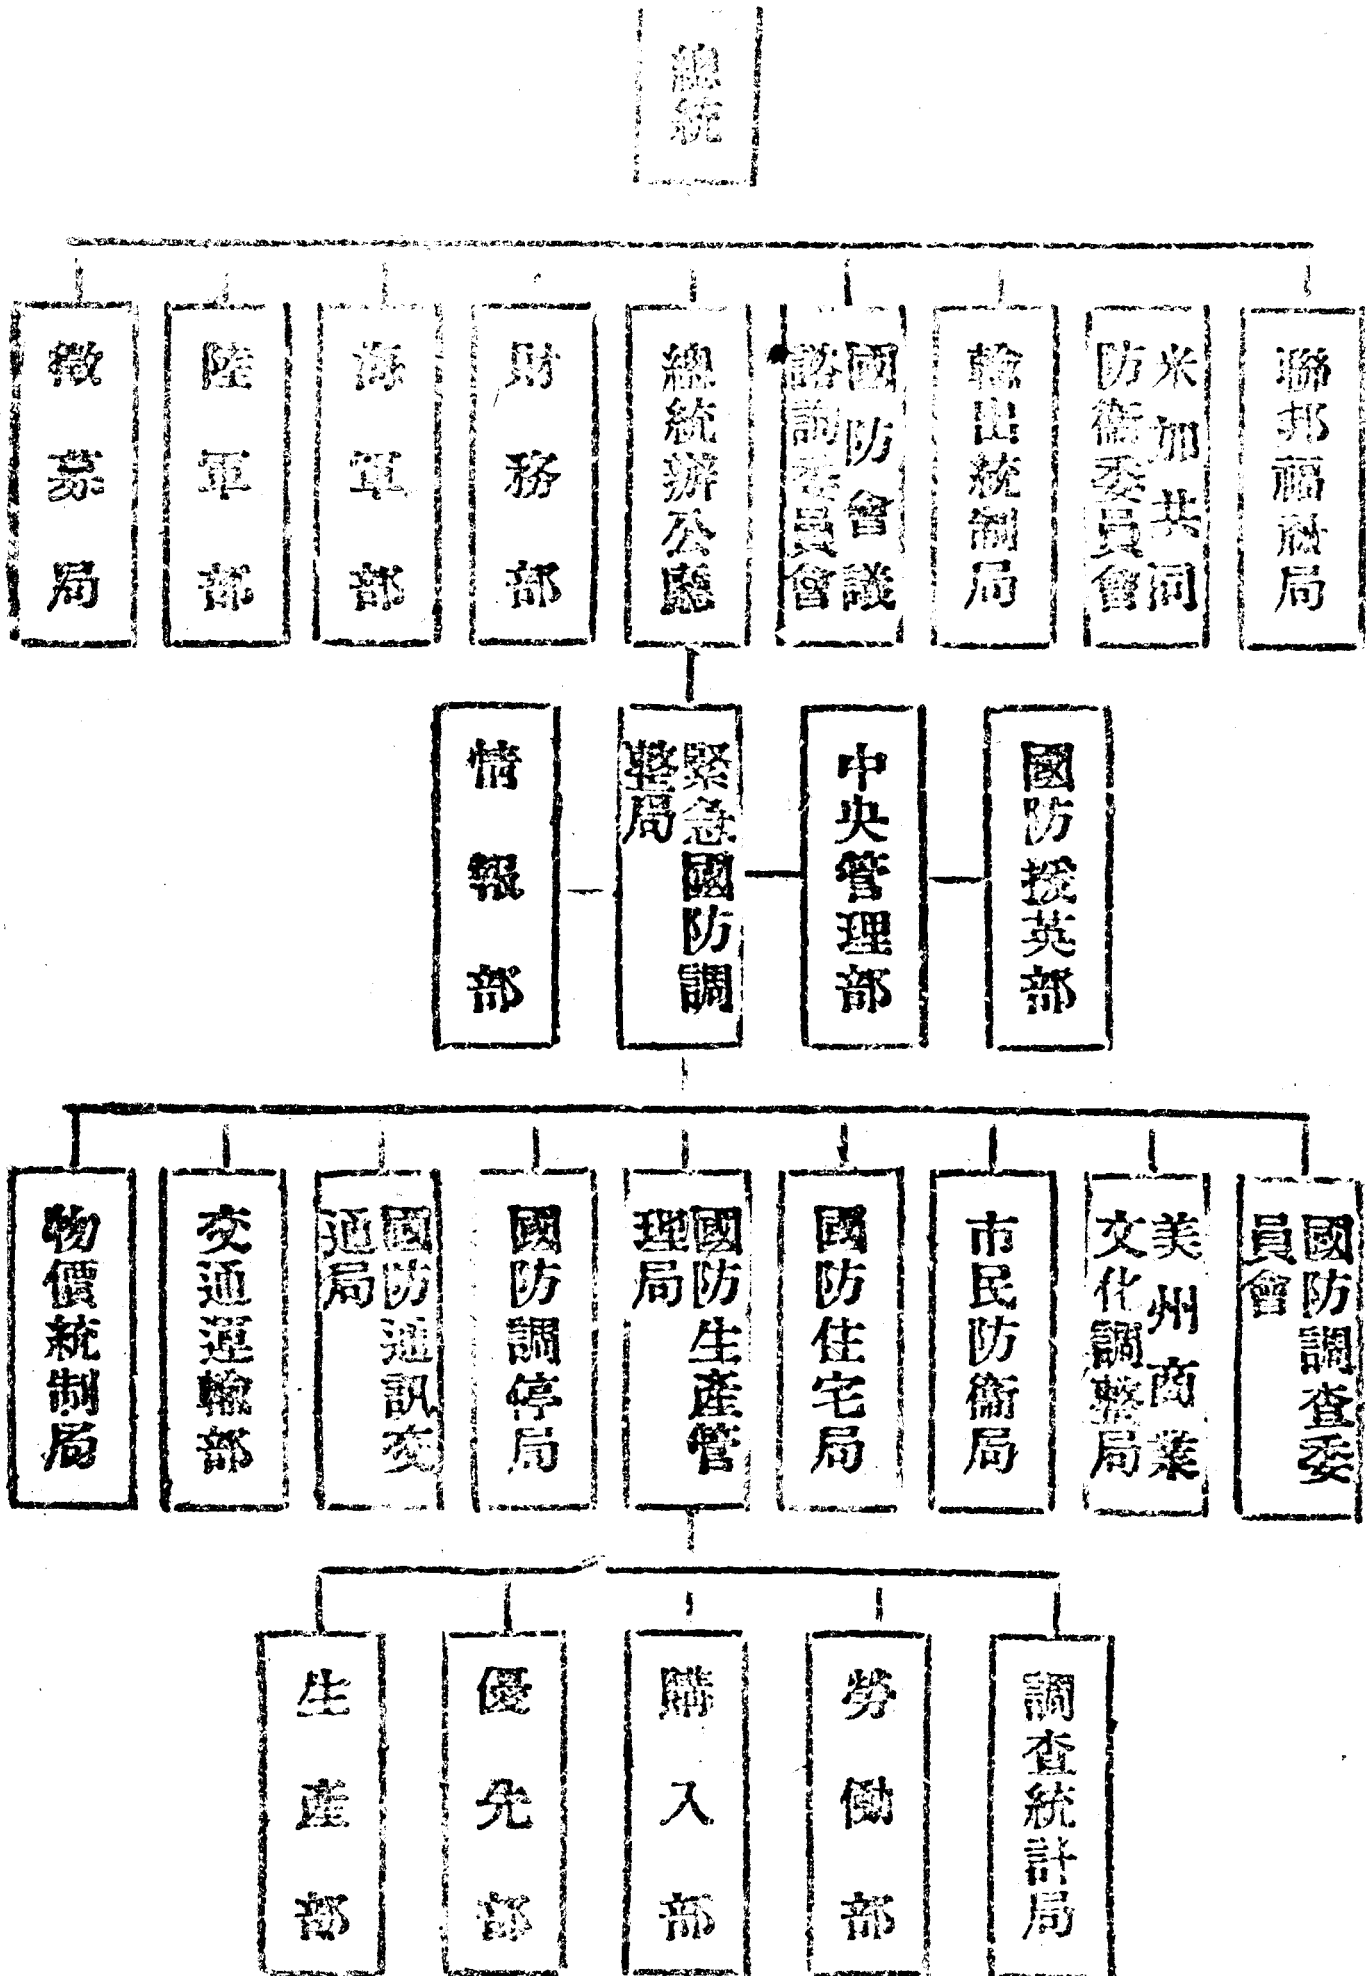 總統
聯邦福利局
米加共同
防衞委員會
輸出統制局
國防會議
諮詢委員會
總統辦公廳
財務部
海軍部
陸軍部
徵募局
國防援英部
中央管理部
緊急國防調
整局
情報部
國防調查委
員會
美州商業
文化調整局
市民防衞局
國防住宅局
國防生產管
理局
國防調停局
國防通訊交
通局
交通運輸部
物價統制局
調查統計局
勞働部
購入部
優先部
生產部